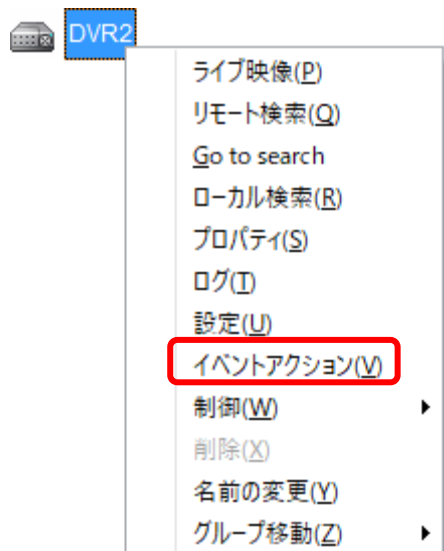 DVR2
ライブ映像(P)
リモート検索(Q)
Go to search
ローカル検索(R)
プロパティ(S)
ログ(T)
設定(U)
イベントアクション(V)
制御(W)
削除(X)
名前の変更(Y)
グループ移動(Z)